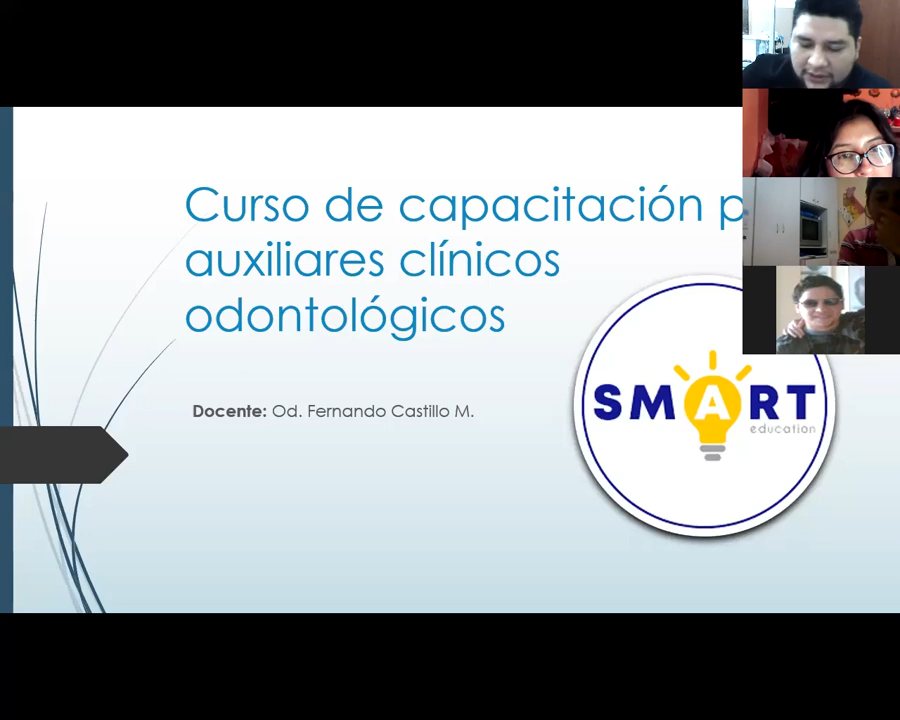 Curso de capacitación p
auxiliares clínicos
odontológicos
Docente: Od. Fernando Castillo M.
SMART
education